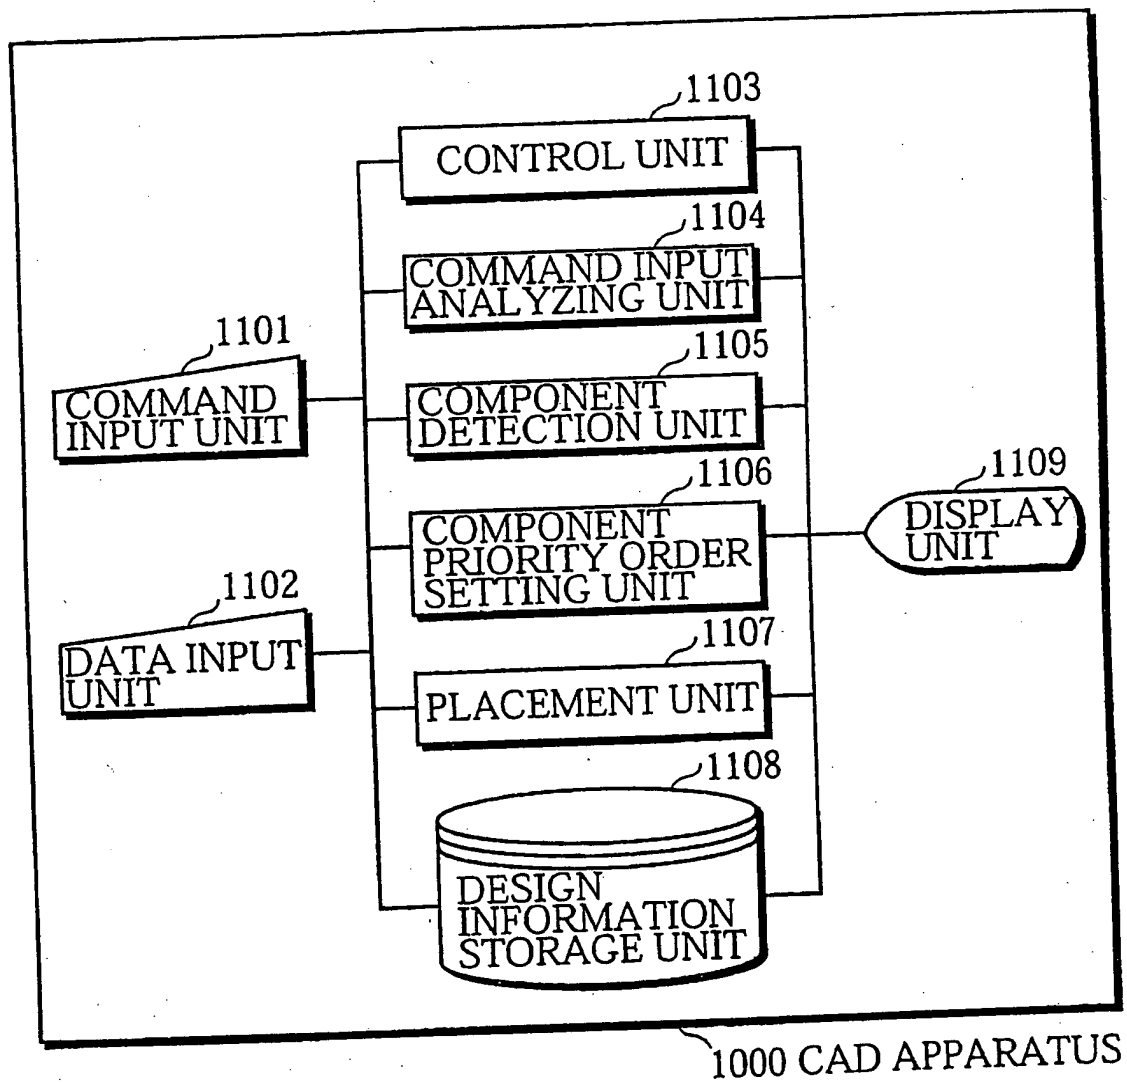 1103
CONTROL UNIT
1104
COMMAND INPUT
ANALYZING UNIT
1101
COMMAND
INPUT UNIT
1105
COMPONENT
DETECTION UNIT
1106
COMPONENT
PRIORITY ORDER
SETTING UNIT
1109
DISPLAY
UNIT
1102
DATA INPUT
UNIT
1107
PLACEMENT UNIT
1108
DESIGN
INFORMATION
STORAGE UNIT
1000 CAD APPARATUS